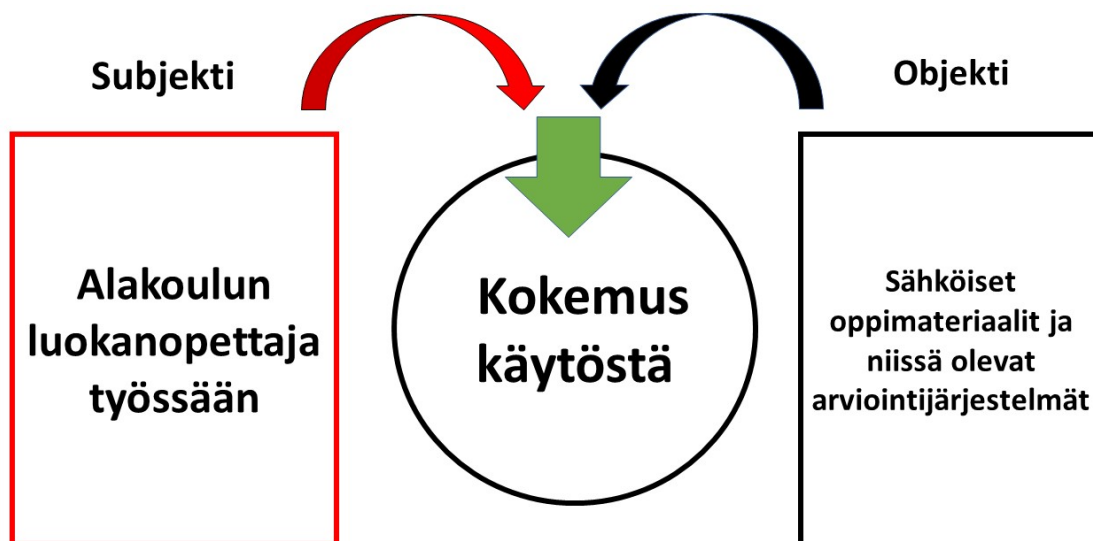 Subjekti
Objekti
Alakoulun
luokanopettaja
työssään
Kokemus
käytöstä
Sähköiset
oppimateriaalit ja
niissä olevat
arviointijärjestelmät